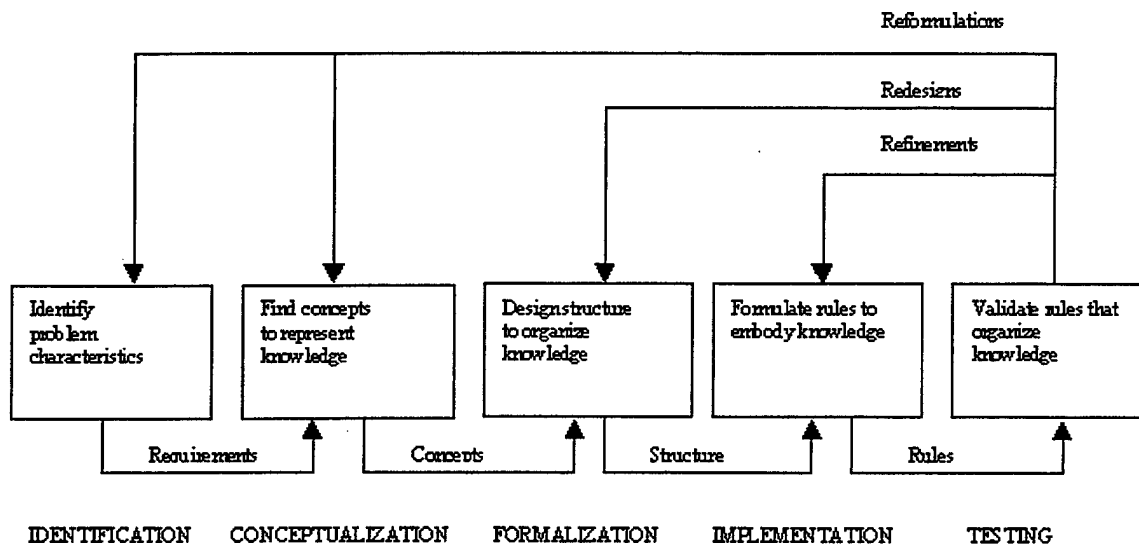 Reformulations
Redesigns
Refinements
Identify
problem
characteristics
Find concepts
to represent
knowledge
Design structure
to organize
knowledge
Formulate rules to
embody knowledge
Validate rules that
organize
knowledge
Requirements
Concepts
Structure
Rules
IDENTIFICATION CONCEPTUALIZATION FORMALIZATION IMPLEMENTATION TESTING